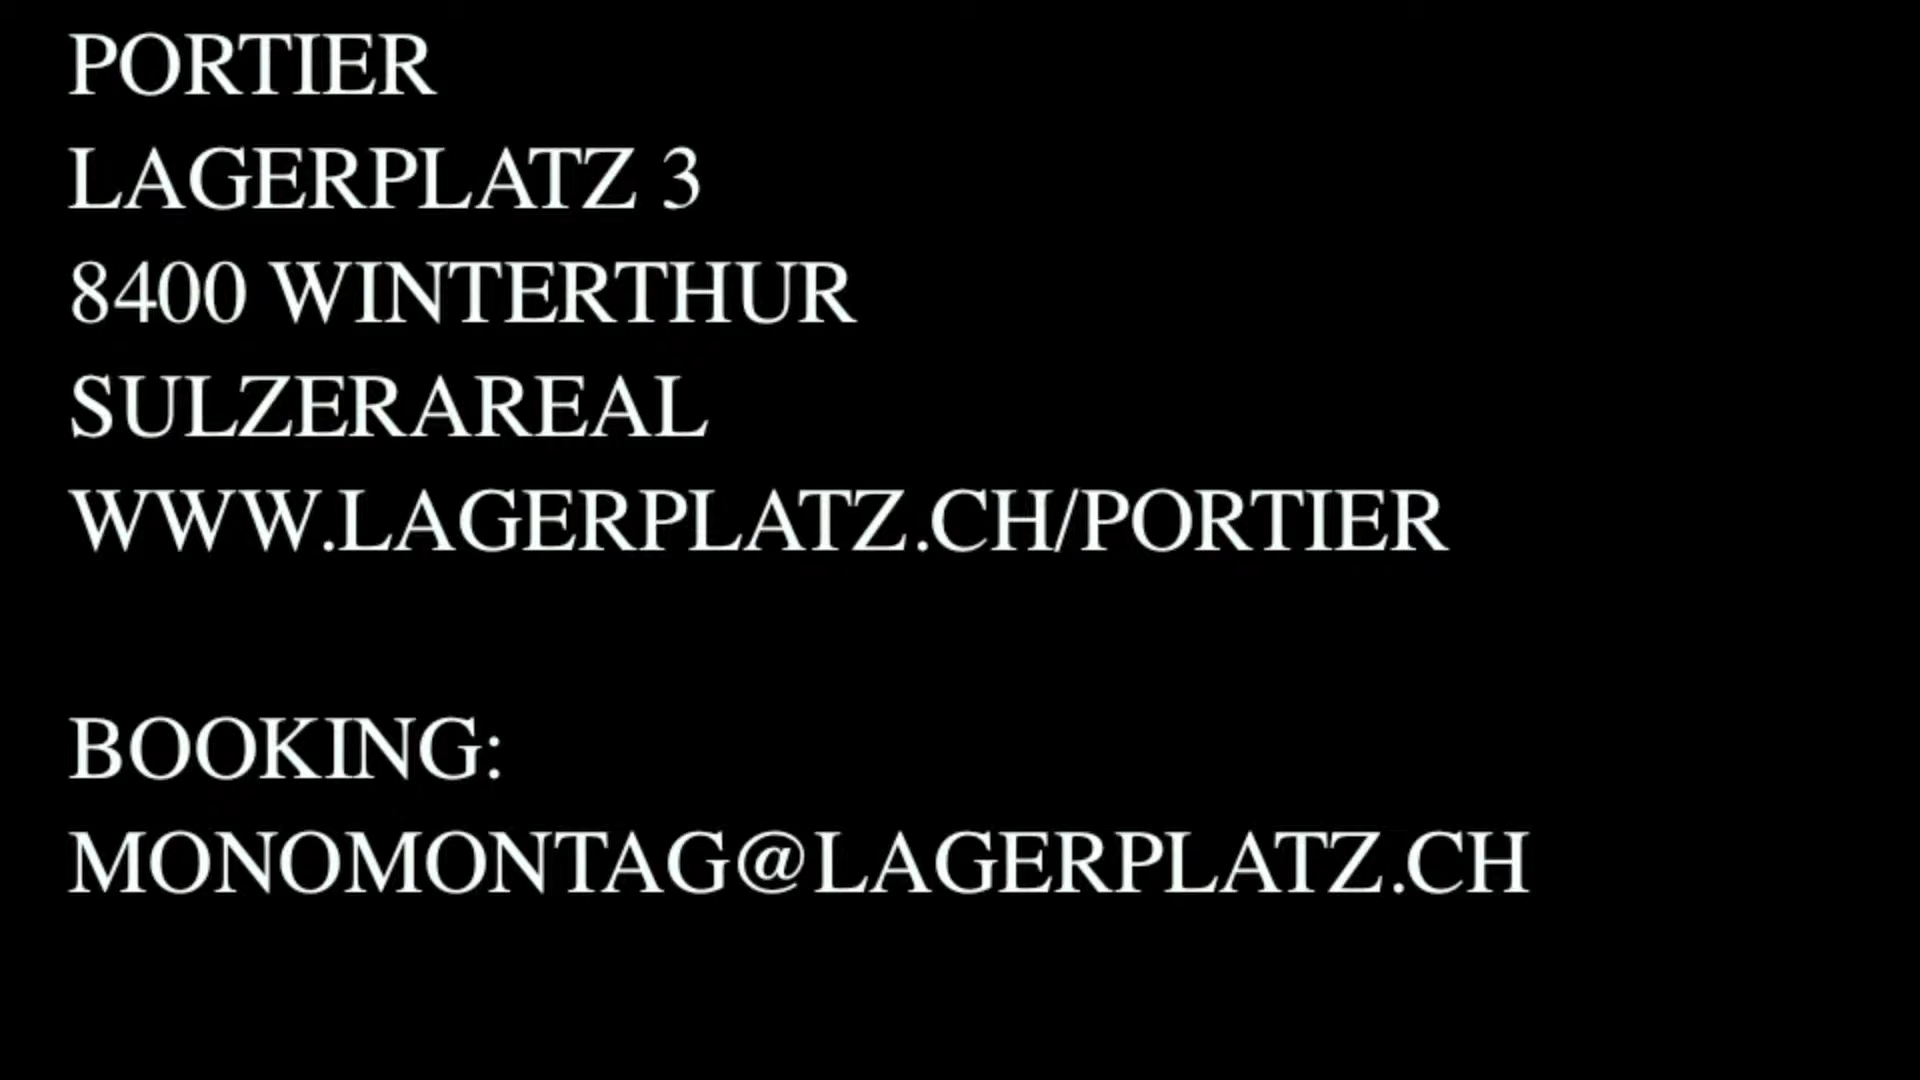 PORTIER
LAGERPLATZ 3
8400 WINTERTHUR
SULZERAREAL
WWW.LAGERPLATZ.CH/PORTIER
BOOKING:
MONOMONTAG@LAGERPLATZ.CH